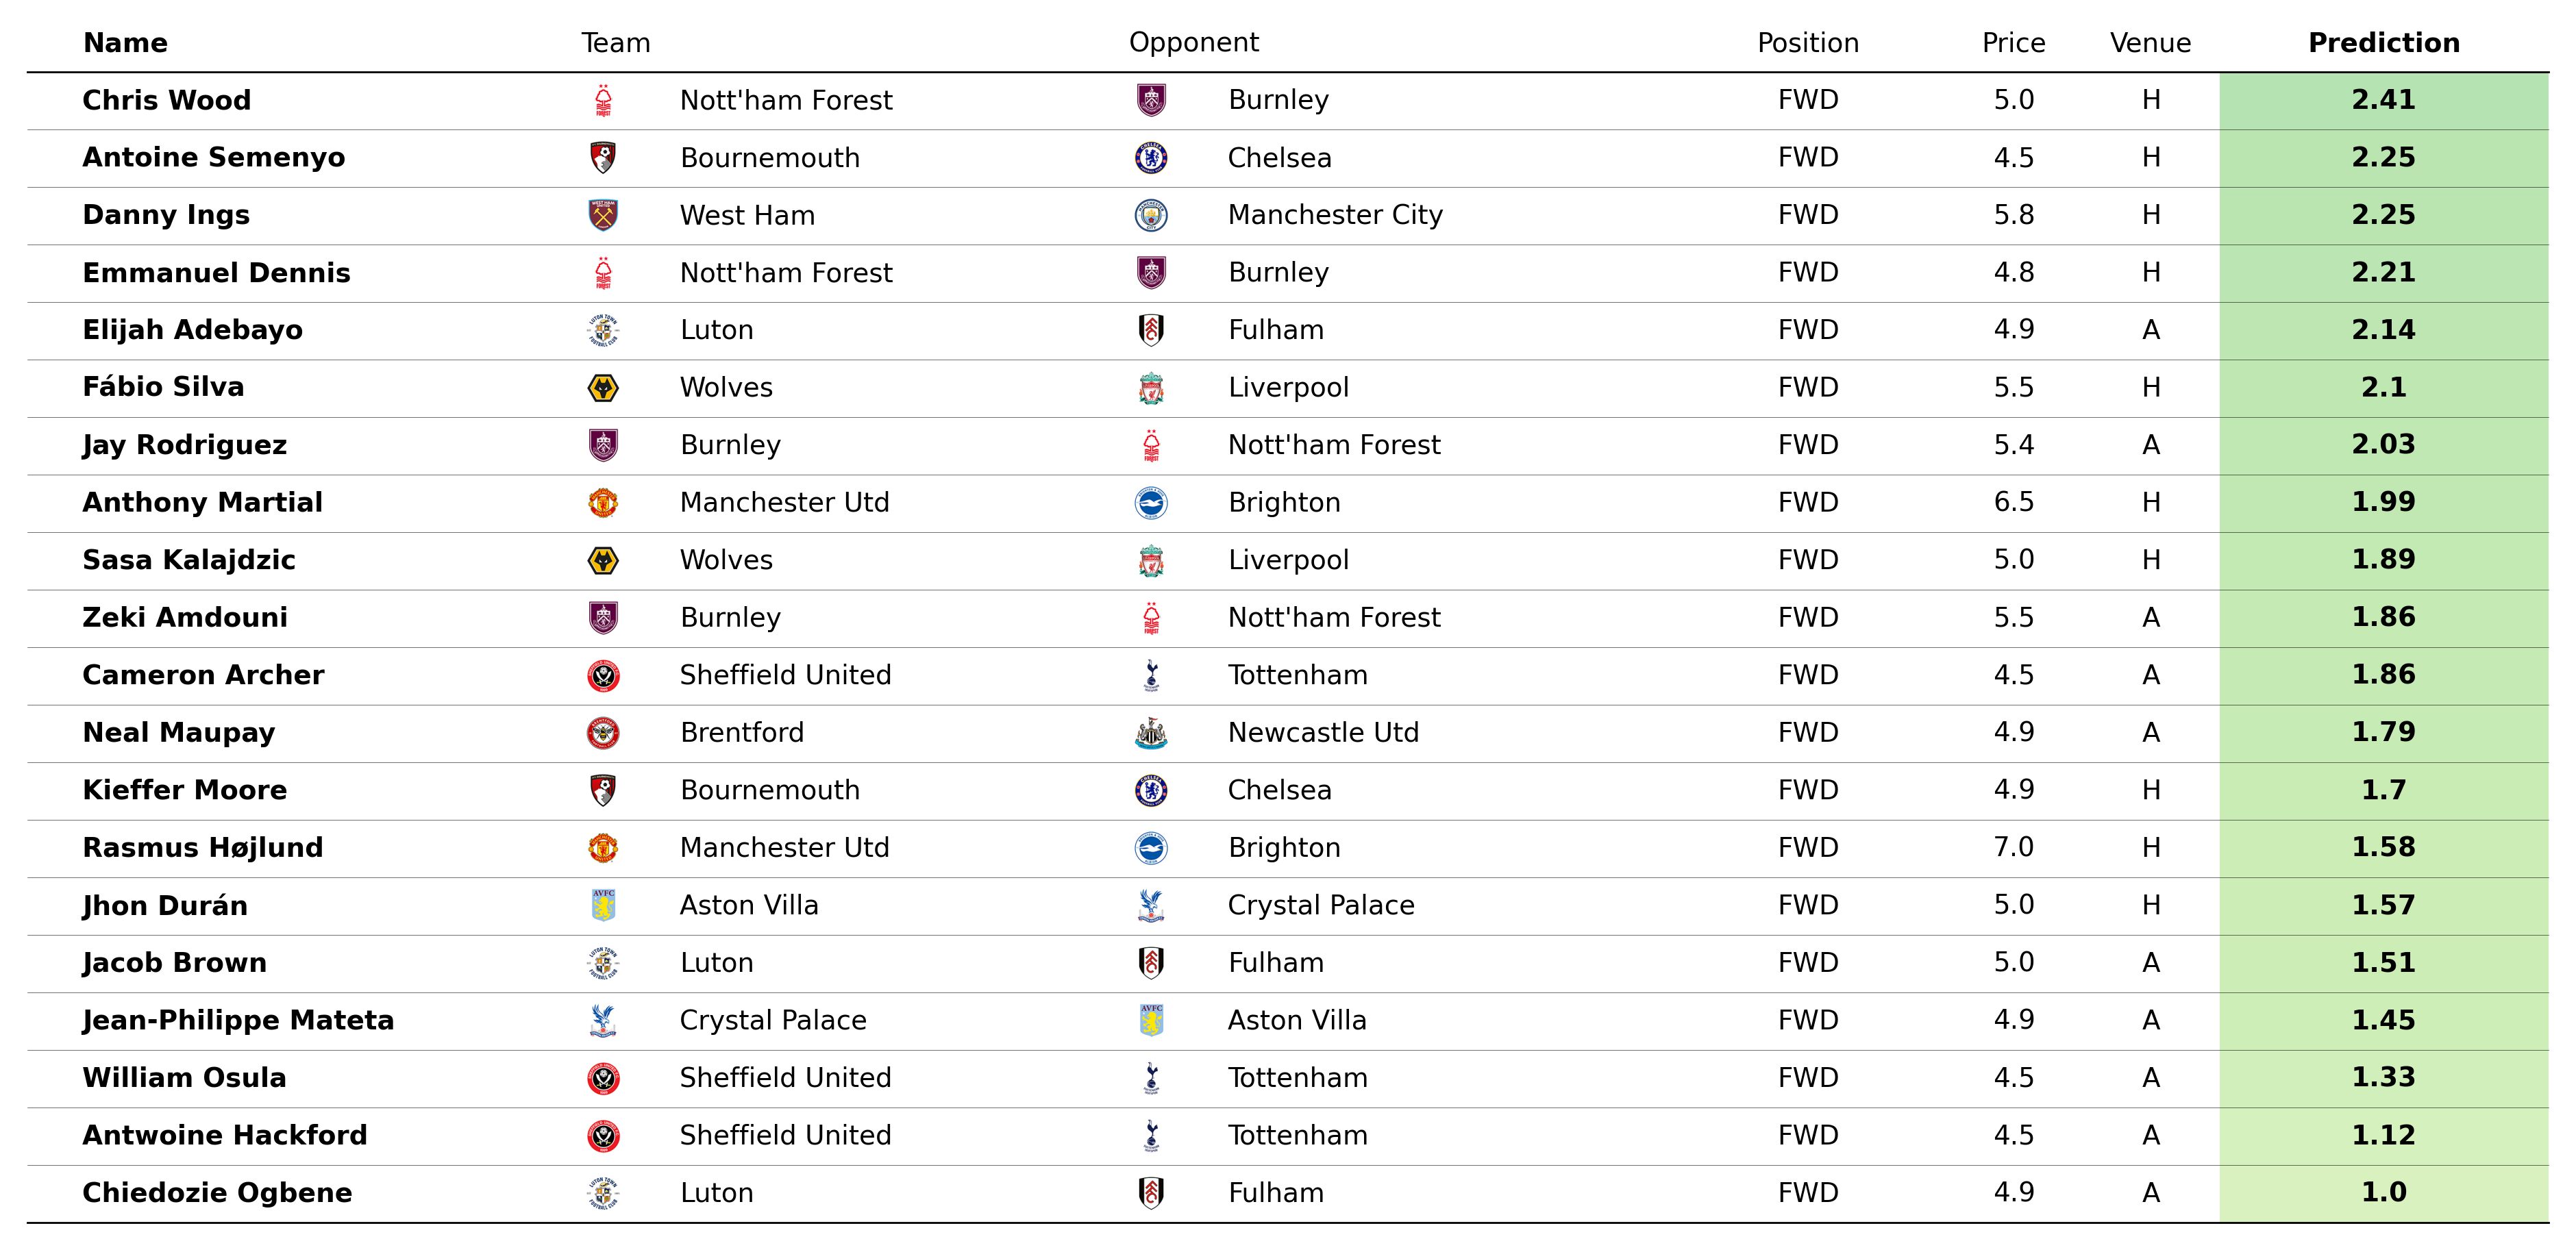 Name Team Opponent Position Price Venue Prediction
Chris Wood Nott'ham Forest Burnley FWD 5.0 H 2.41
Antoine Semenyo Bournemouth Chelsea FWD 4.5 H 2.25
Danny Ings West Ham Manchester City FWD 5.8 H 2.25
Emmanuel Dennis Nott'ham Forest Burnley FWD 4.8 H 2.21
Elijah Adebayo Luton Fulham FWD 4.9 A 2.14
Fábio Silva Wolves Liverpool FWD 5.5 H 2.1
Jay Rodriguez Burnley Nott'ham Forest FWD 5.4 A 2.03
Anthony Martial Manchester Utd Brighton FWD 6.5 H 1.99
Sasa Kalajdzic Wolves Liverpool FWD 5.0 H 1.89
Zeki Amdouni Burnley Nott'ham Forest FWD 5.5 A 1.86
Cameron Archer Sheffield United Tottenham FWD 4.5 A 1.86
Neal Maupay Brentford Newcastle Utd FWD 4.9 A 1.79
Kieffer Moore Bournemouth Chelsea FWD 4.9 H 1.7
Rasmus Højlund Manchester Utd Brighton FWD 7.0 H 1.58
Jhon Durán Aston Villa Crystal Palace FWD 5.0 H 1.57
Jacob Brown Luton Fulham FWD 5.0 A 1.51
Jean-Philippe Mateta Crystal Palace Aston Villa FWD 4.9 A 1.45
William Osula Sheffield United Tottenham FWD 4.5 A 1.33
Antwoine Hackford Sheffield United Tottenham FWD 4.5 A 1.12
Chiedozie Ogbene Luton Fulham FWD 4.9 A 1.0